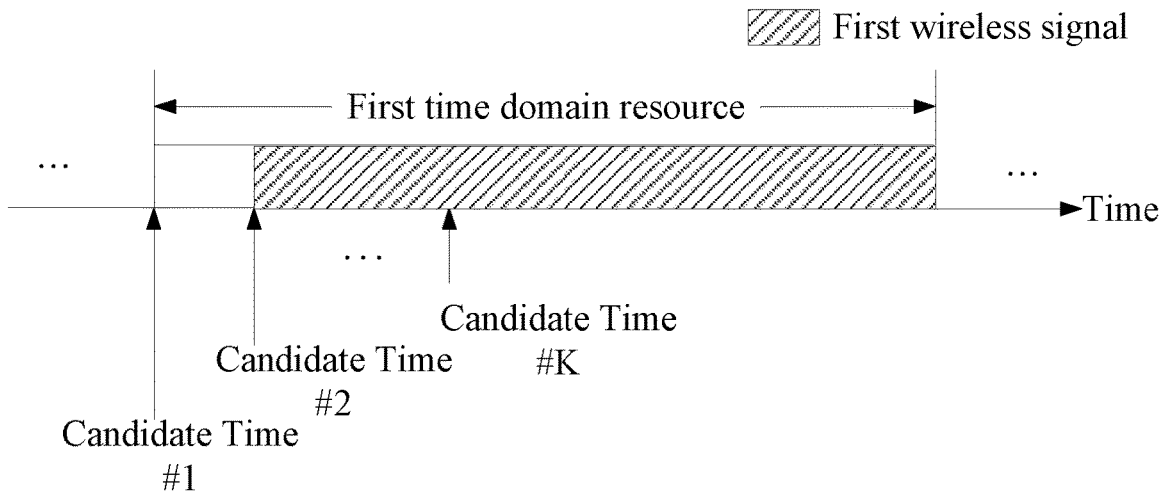 First wireless signal
First time domain resource
…
…
Time
…
Candidate Time
#K
Candidate Time
#2
Candidate Time
#1